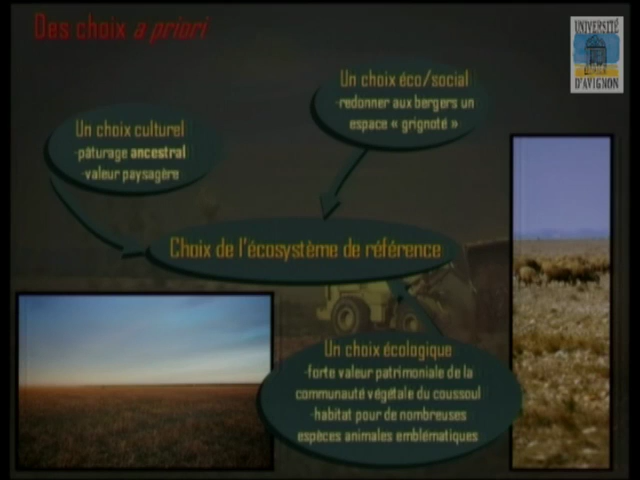 Des choix a priori
UNIVERSITÉ
D'AVIGNON
Un choix éco/social
-redonner aux bergers un
espace « grignoté »
Un choix culturel
-pâturage ancestral
-valeur paysagère
Choix de l'écosystème de référence
Un choix écologique
-forte valeur patrimoniale de la
communauté végétale du coussoul
-habitat pour de nombreuses
espèces animales emblématiques